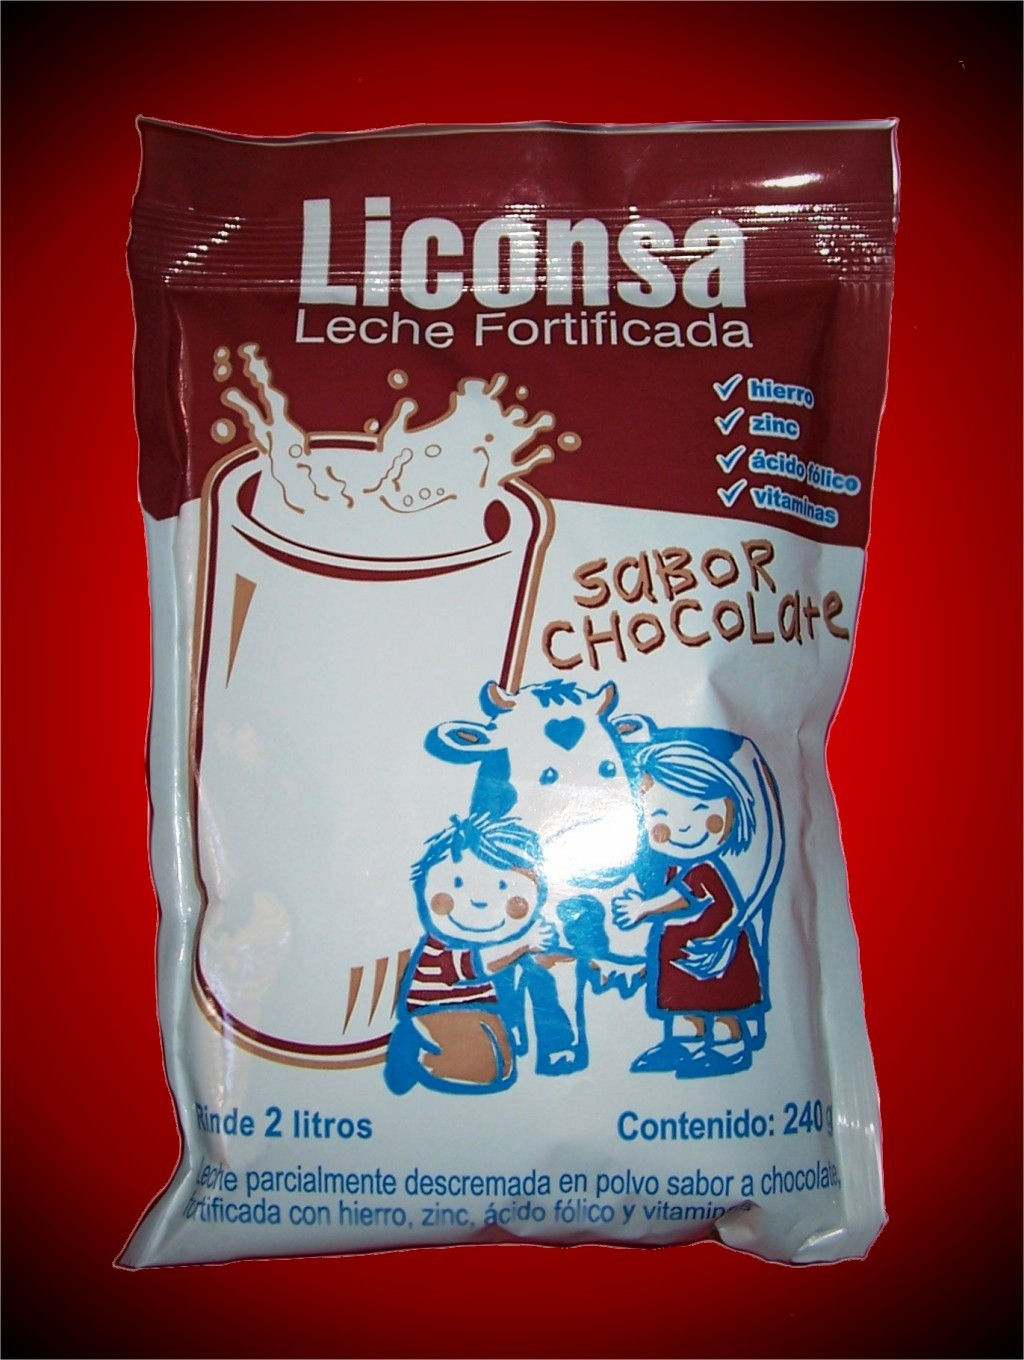 Liconsa
Leche Fortificada
hierro
zinc
ácido fólico
vitaminas
SABOR
CHOCOLATE
Rinde 2 litros
Contenido: 240 g
Leche parcialmente descremada en polvo sabor a chocolate,
fortificada con hierro, zinc, ácido fólico y vitaminas